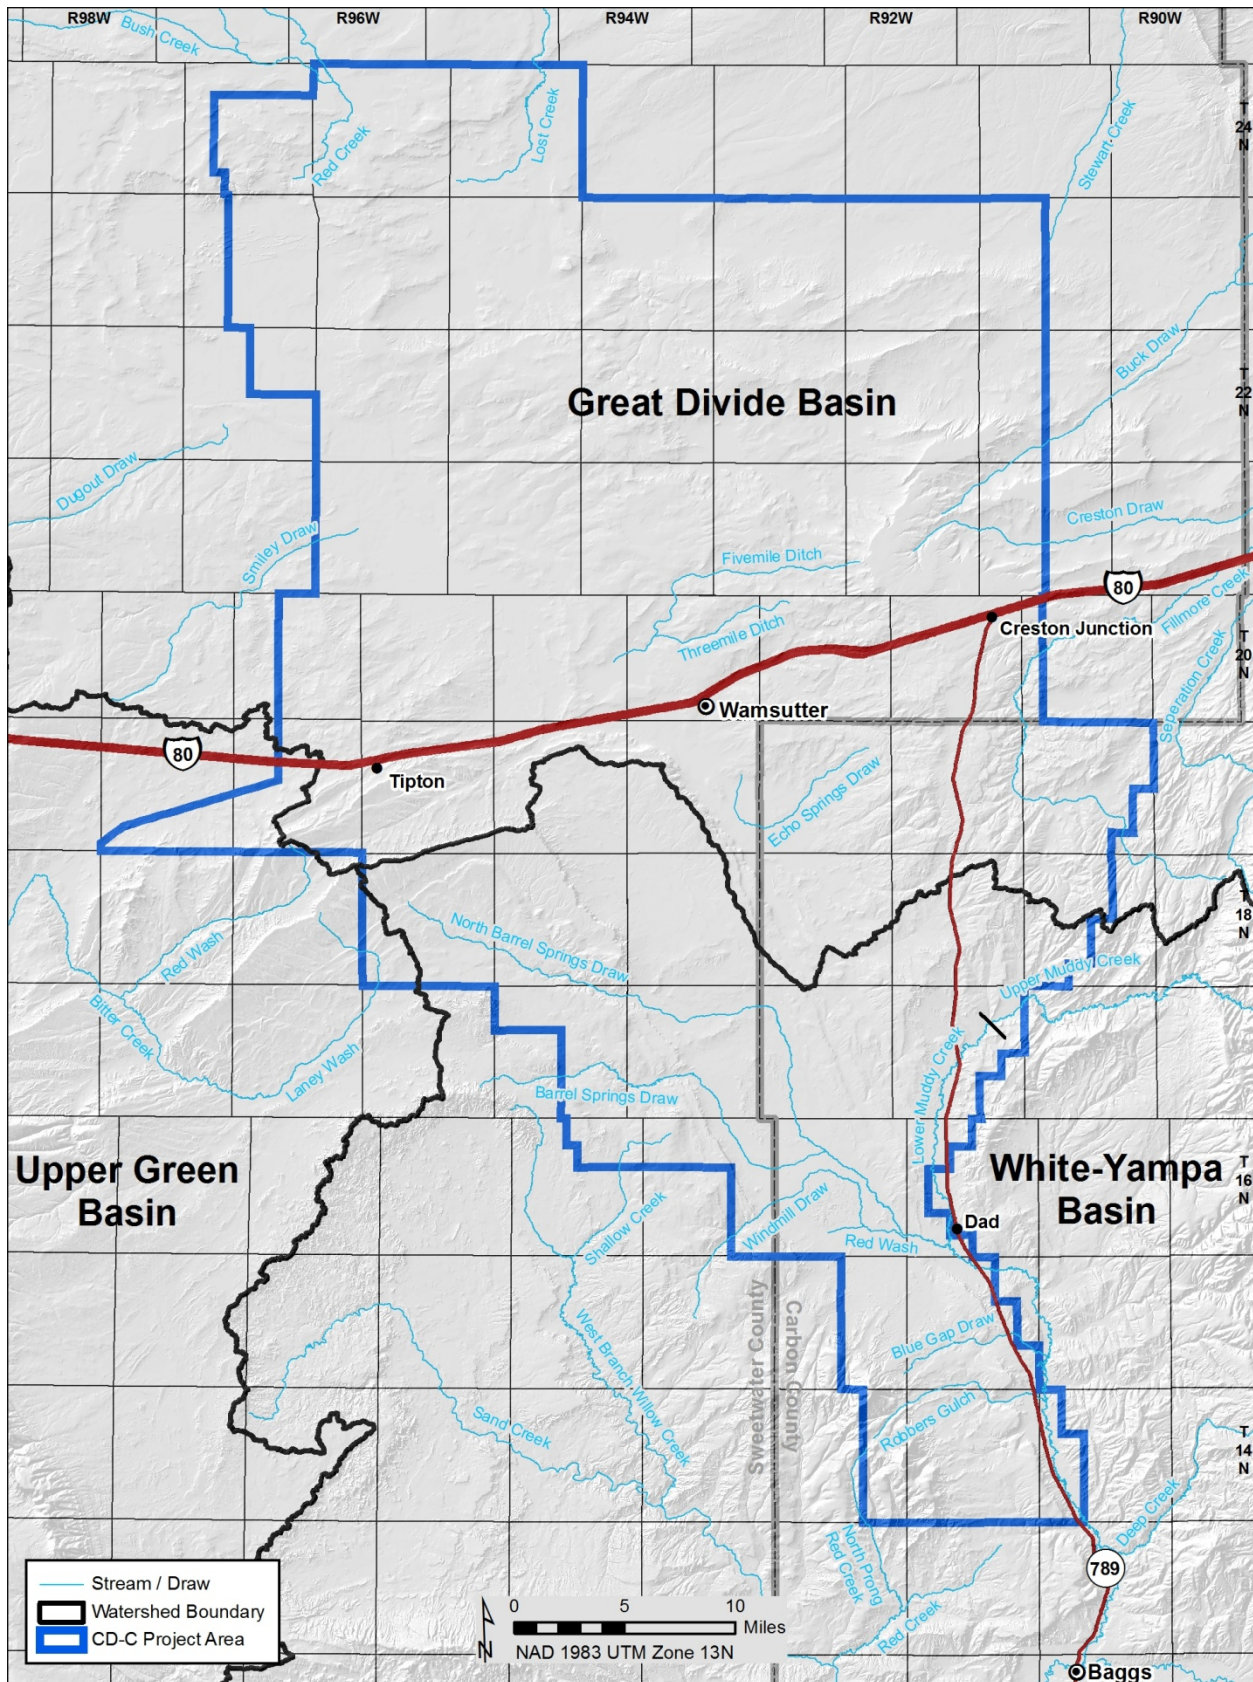 R98W
R96W
R94W
R92W
R90W
Bush Creek
Red Creek
Lost Creek
Stewart Creek
T
24
N
Buck Draw
T
22
N
Great Divide Basin
Dugout Draw
Smiley Draw
Creston Draw
Fivemile Ditch
80
Fillmore Creek
Creston Junction
Threemile Ditch
T
20
N
Seperation Creek
Wamsutter
80
Tipton
Echo Springs Draw
T
18
N
North Barrel Springs Draw
Red Wash
Upper Muddy Creek
Bitter Creek
Laney Wash
Lower Muddy Creek
Barrel Springs Draw
Upper Green
Basin
White-Yampa
Basin
T
16
N
Shallow Creek
Windmill Draw
Dad
Red Wash
Sweetwater County
Carbon County
West Branch Willow Creek
Blue Gap Draw
Sand Creek
Robbers Gulch
T
14
N
Deep Creek
North Prong
Red Creek
789
Red Creek
Baggs
Stream / Draw
Watershed Boundary
CD-C Project Area
N
0
5
10
Miles
NAD 1983 UTM Zone 13N